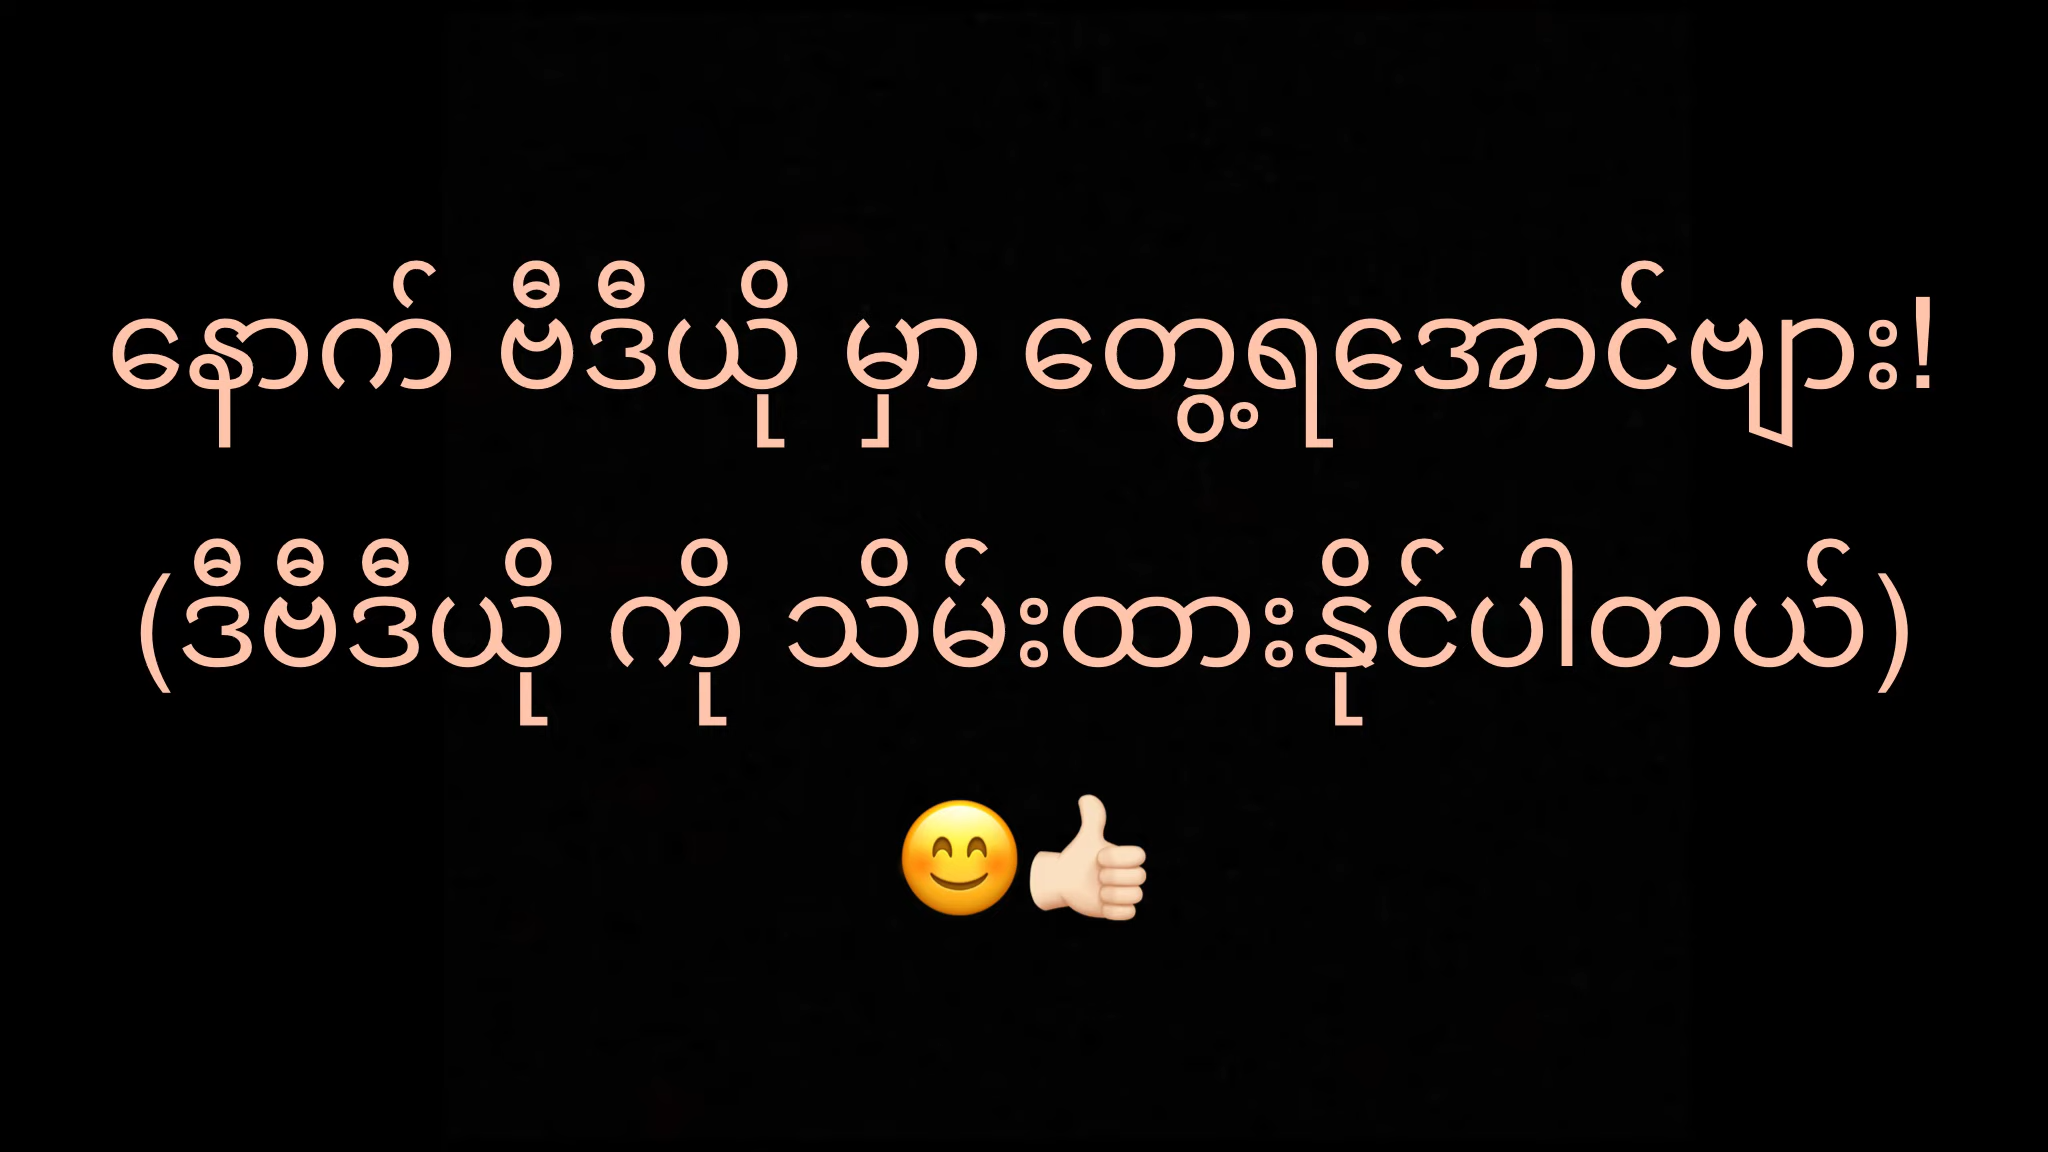 နောက် ဗီဒီယို မှာ တွေ့ရအောင်ဗျား!
(ဒီဗီဒီယို ကို သိမ်းထားနိုင်ပါတယ်)
😊👍🏻